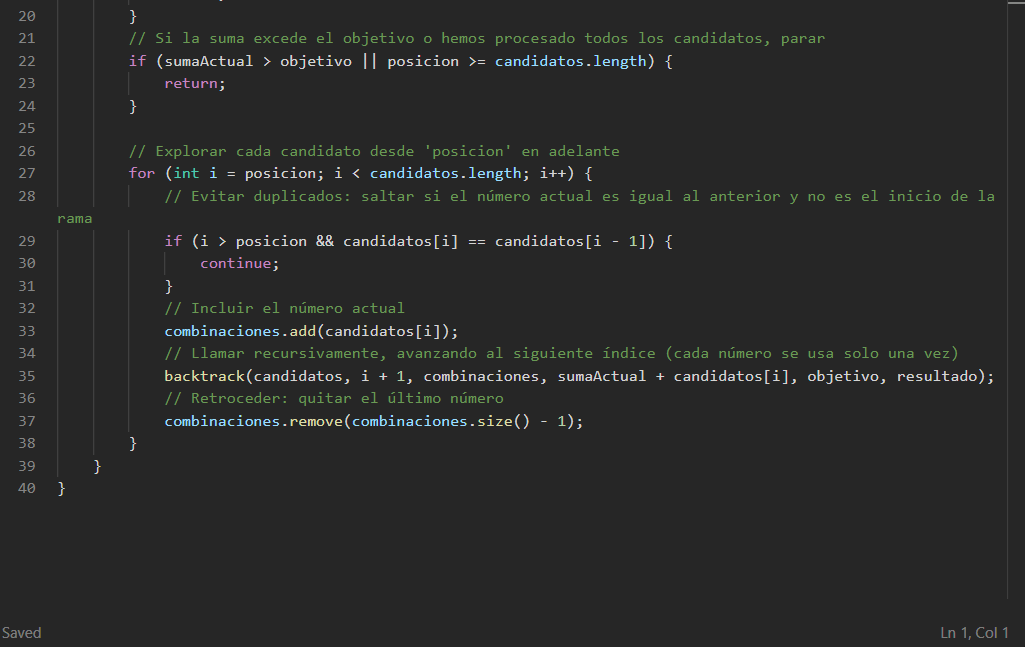 20 }
21 // Si la suma excede el objetivo o hemos procesado todos los candidatos, parar
22 if (sumaActual > objetivo || posicion >= candidatos.length) {
23 return;
24 }
25
26 // Explorar cada candidato desde 'posicion' en adelante
27 for (int i = posicion; i < candidatos.length; i++) {
28 // Evitar duplicados: saltar si el número actual es igual al anterior y no es el inicio de la
rama
29 if (i > posicion && candidatos[i] == candidatos[i - 1]) {
30 continue;
31 }
32 // Incluir el número actual
33 combinaciones.add(candidatos[i]);
34 // Llamar recursivamente, avanzando al siguiente índice (cada número se usa solo una vez)
35 backtrack(candidatos, i + 1, combinaciones, sumaActual + candidatos[i], objetivo, resultado);
36 // Retroceder: quitar el último número
37 combinaciones.remove(combinaciones.size() - 1);
38 }
39 }
40 }
Saved
Ln 1, Col 1